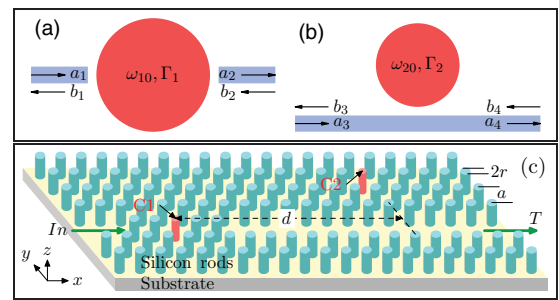 (a)
ω₁₀, Γ₁
a₁
b₁
a₂
b₂
(b)
ω₂₀, Γ₂
b₃
b₄
a₃
a₄
(c)
2r
C2
a
C1
d
In
T
y
z
x
Silicon rods
Substrate